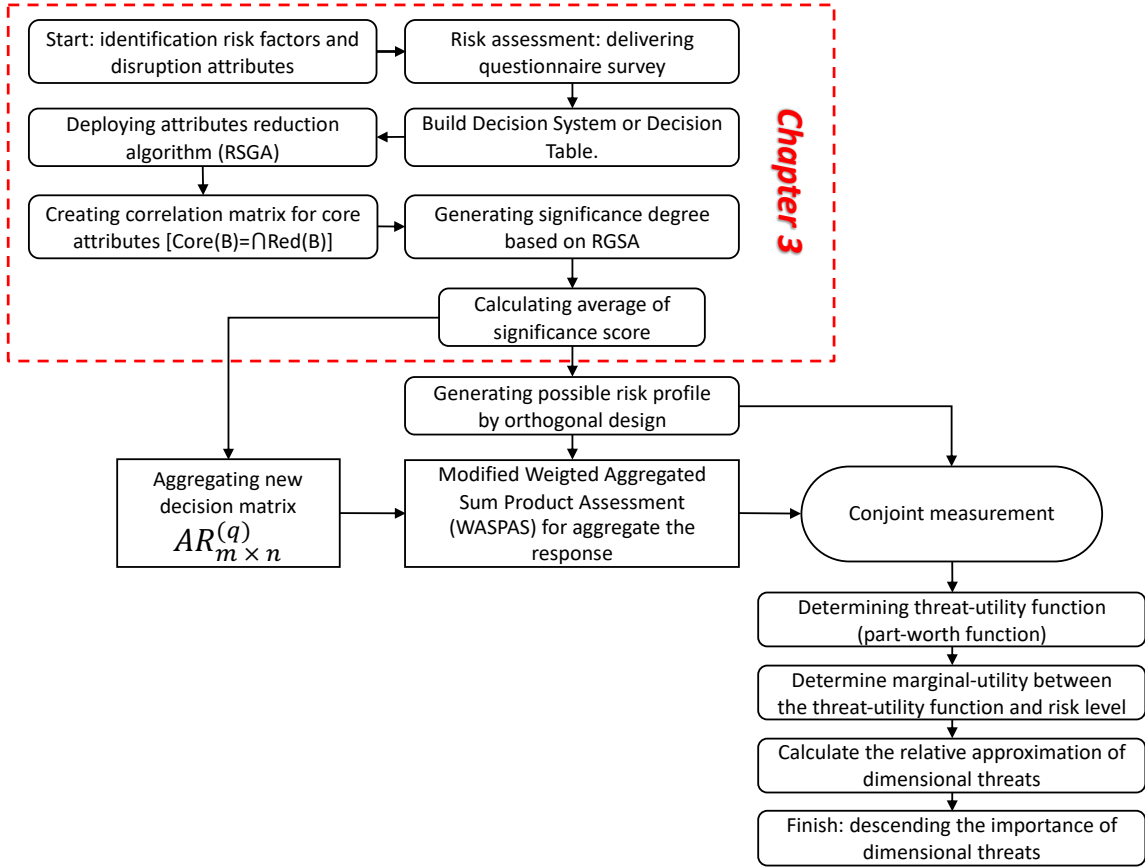 Start: identification risk factors and
disruption attributes
Risk assessment: delivering
questionnaire survey
Deploying attributes reduction
algorithm (RSGA)
Build Decision System or Decision
Table.
Creating correlation matrix for core
attributes [Core(B)=⋂Red(B)]
Generating significance degree
based on RGSA
Chapter 3
Calculating average of
significance score
Generating possible risk profile
by orthogonal design
Aggregating new
decision matrix
AR_{m × n}^{(q)}
Modified Weigted Aggregated
Sum Product Assessment
(WASPAS) for aggregate the
response
Conjoint measurement
Determining threat-utility function
(part-worth function)
Determine marginal-utility between
the threat-utility function and risk level
Calculate the relative approximation of
dimensional threats
Finish: descending the importance of
dimensional threats